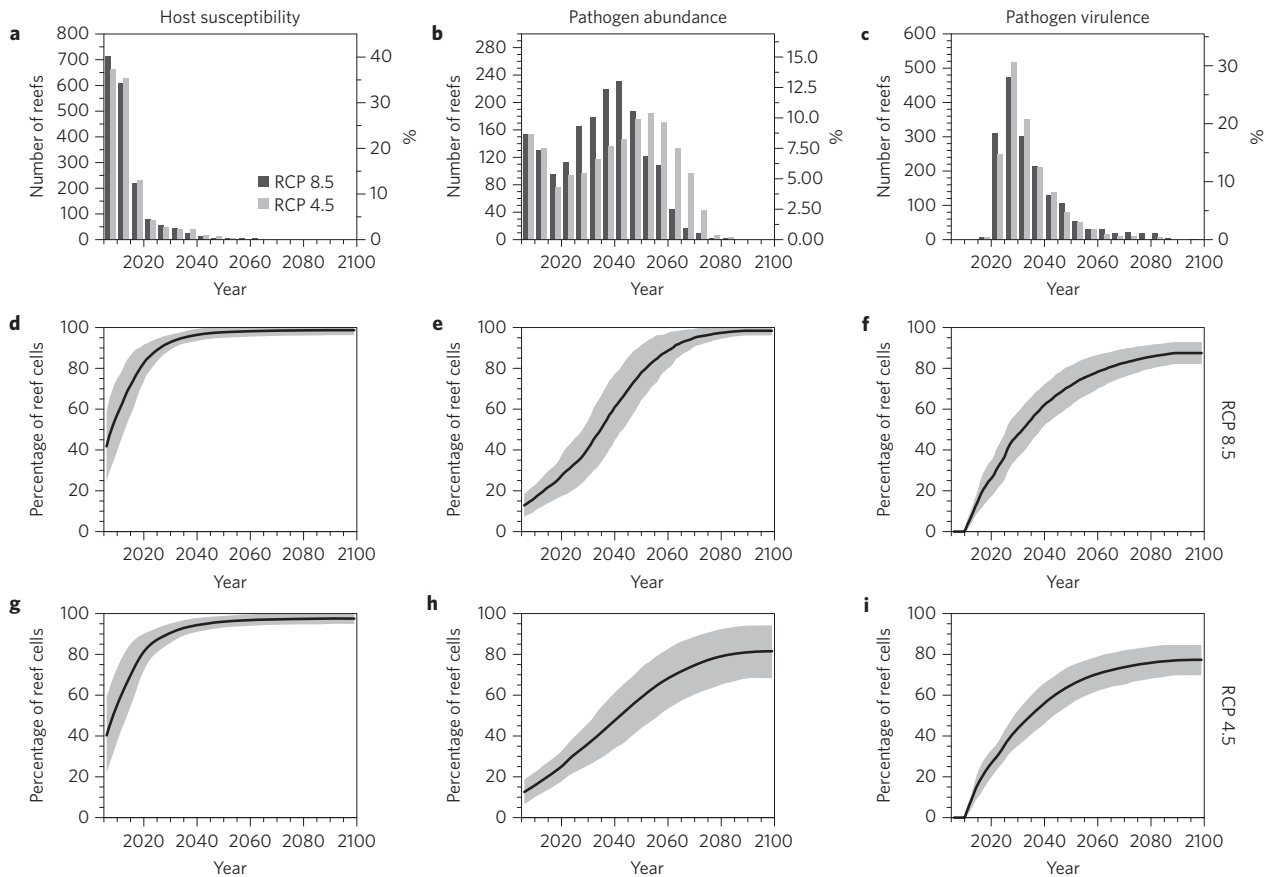 Host susceptibility
Pathogen abundance
Pathogen virulence
a
800
700
600
500
400
300
200
100
0
Number of reefs
40
30
20
10
0
%
RCP 8.5
RCP 4.5
2020 2040 2060 2080 2100
Year
b
280
240
200
160
120
80
40
0
Number of reefs
15.0
12.5
10.0
7.50
5.00
2.50
0.00
%
2020 2040 2060 2080 2100
Year
c
600
500
400
300
200
100
0
Number of reefs
30
20
10
0
%
2020 2040 2060 2080 2100
Year
d
100
80
60
40
20
0
Percentage of reef cells
2020 2040 2060 2080 2100
Year
e
100
80
60
40
20
0
Percentage of reef cells
2020 2040 2060 2080 2100
Year
f
100
80
60
40
20
0
Percentage of reef cells
2020 2040 2060 2080 2100
Year
RCP 8.5
g
100
80
60
40
20
0
Percentage of reef cells
2020 2040 2060 2080 2100
Year
h
100
80
60
40
20
0
Percentage of reef cells
2020 2040 2060 2080 2100
Year
i
100
80
60
40
20
0
Percentage of reef cells
2020 2040 2060 2080 2100
Year
RCP 4.5